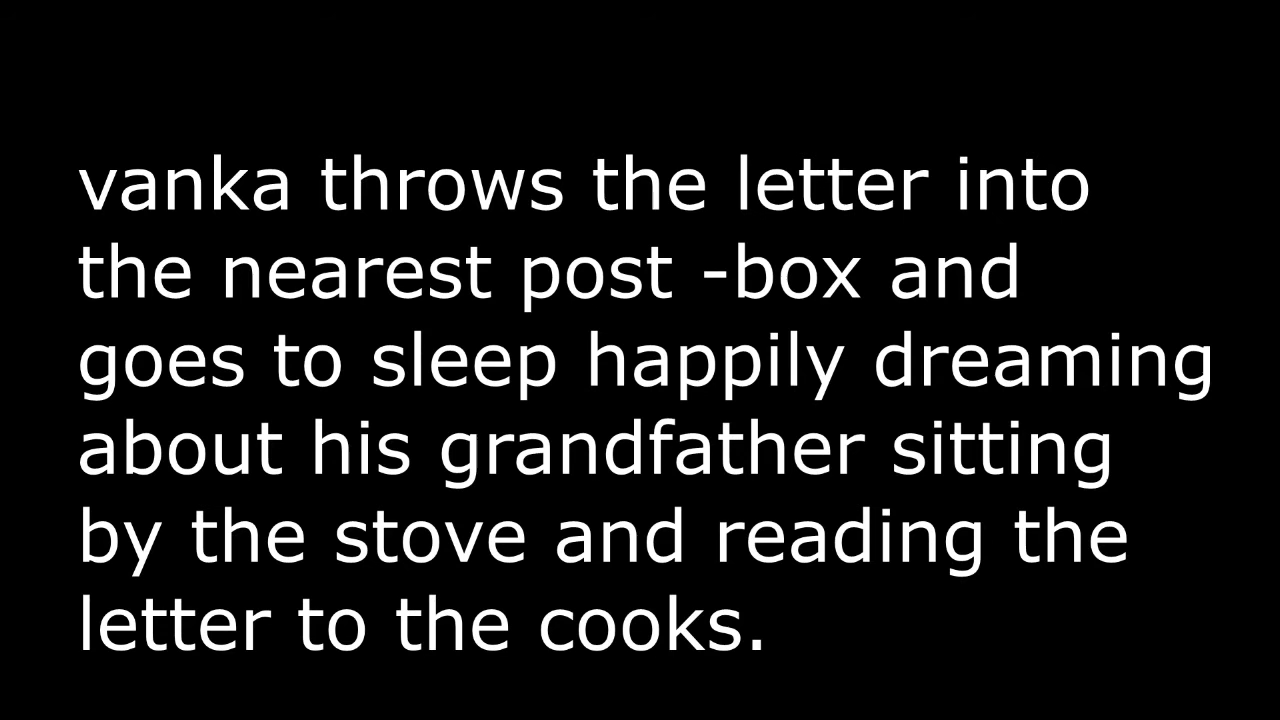 vanka throws the letter into
the nearest post -box and
goes to sleep happily dreaming
about his grandfather sitting
by the stove and reading the
letter to the cooks.